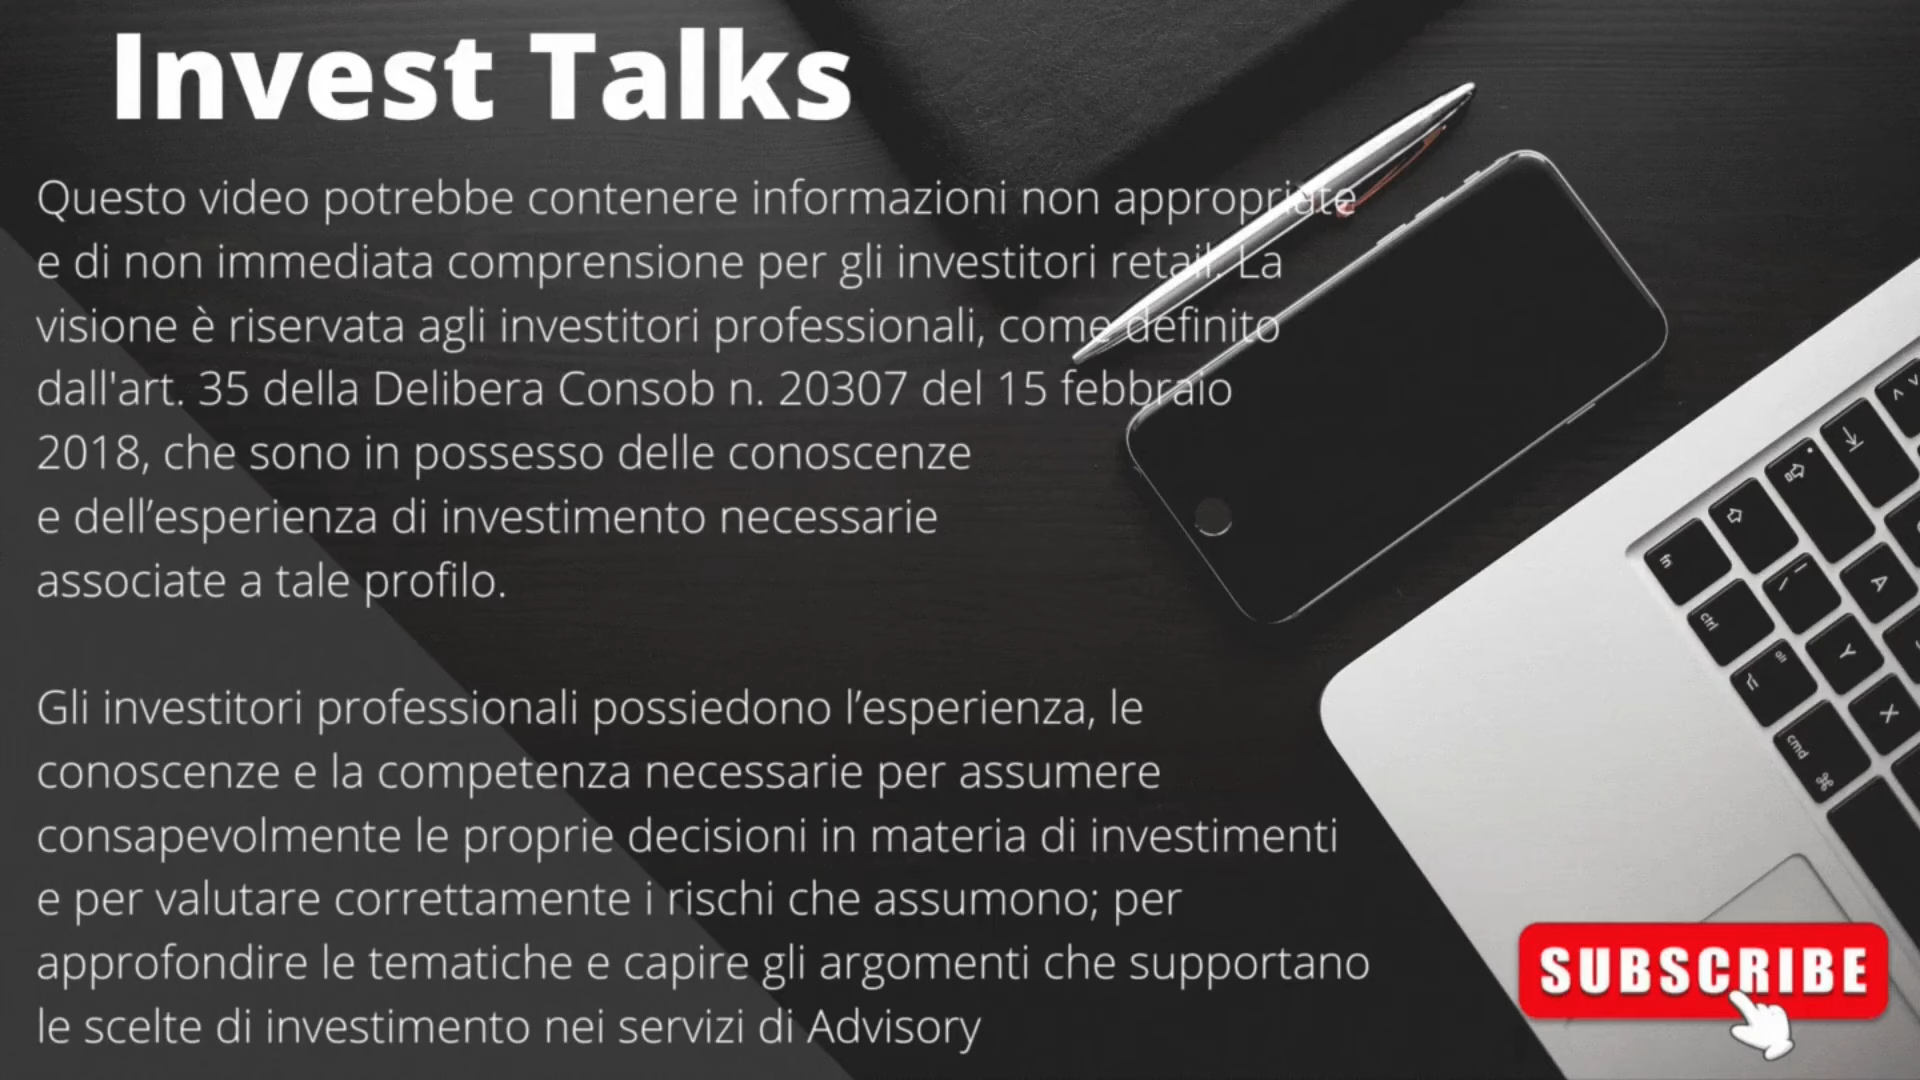 Invest Talks
Questo video potrebbe contenere informazioni non appropriate
e di non immediata comprensione per gli investitori retail. La
visione è riservata agli investitori professionali, come definito
dall'art. 35 della Delibera Consob n. 20307 del 15 febbraio
2018, che sono in possesso delle conoscenze
e dell’esperienza di investimento necessarie
associate a tale profilo.
Gli investitori professionali possiedono l’esperienza, le
conoscenze e la competenza necessarie per assumere
consapevolmente le proprie decisioni in materia di investimenti
e per valutare correttamente i rischi che assumono; per
approfondire le tematiche e capire gli argomenti che supportano
le scelte di investimento nei servizi di Advisory
SUBSCRIBE
fn
A
ctrl
alt
Y
X
cmd
⌘